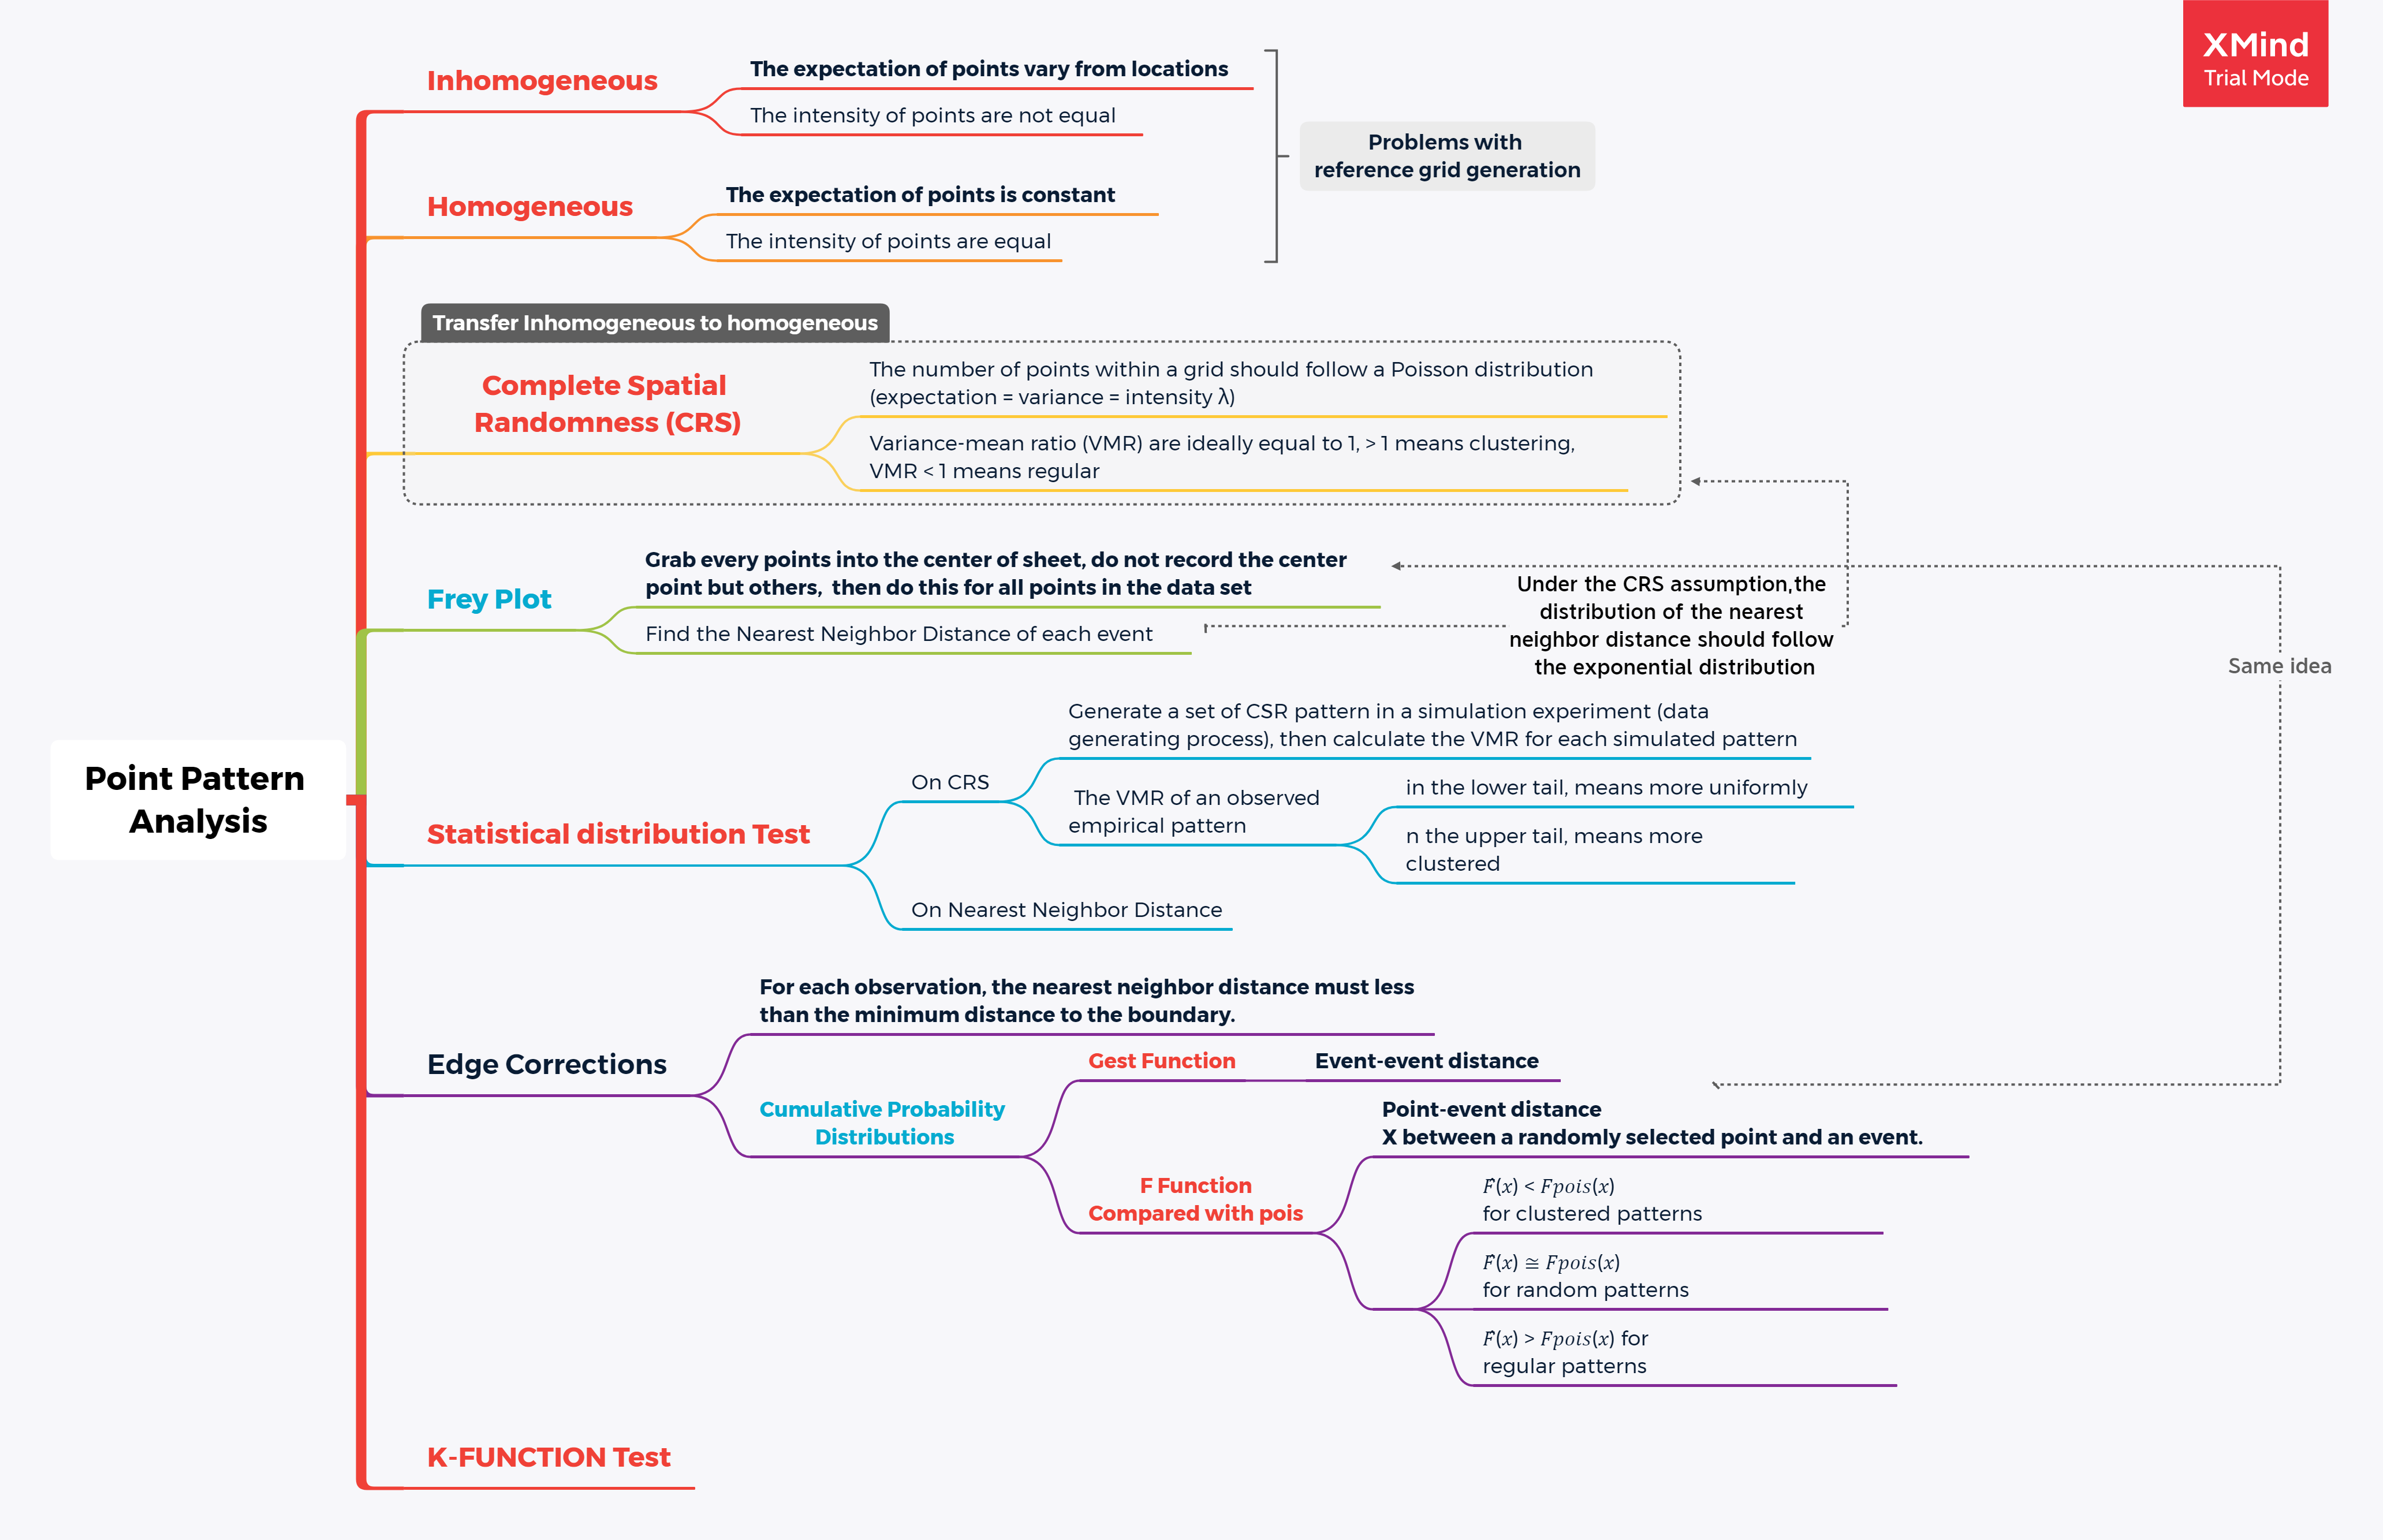 XMind
Trial Mode
Inhomogeneous
The expectation of points vary from locations
The intensity of points are not equal
Problems with
reference grid generation
Homogeneous
The expectation of points is constant
The intensity of points are equal
Transfer Inhomogeneous to homogeneous
Complete Spatial
Randomness (CRS)
The number of points within a grid should follow a Poisson distribution
(expectation = variance = intensity λ)
Variance-mean ratio (VMR) are ideally equal to 1, > 1 means clustering,
VMR < 1 means regular
Frey Plot
Grab every points into the center of sheet, do not record the center
point but others,  then do this for all points in the data set
Find the Nearest Neighbor Distance of each event
Under the CRS assumption,the
distribution of the nearest
neighbor distance should follow
the exponential distribution
Same idea
Point Pattern
Analysis
Statistical distribution Test
On CRS
Generate a set of CSR pattern in a simulation experiment (data
generating process), then calculate the VMR for each simulated pattern
The VMR of an observed
empirical pattern
in the lower tail, means more uniformly
n the upper tail, means more
clustered
On Nearest Neighbor Distance
Edge Corrections
For each observation, the nearest neighbor distance must less
than the minimum distance to the boundary.
Cumulative Probability
Distributions
Gest Function
Event-event distance
F Function
Compared with pois
Point-event distance
X between a randomly selected point and an event.
F̂(x) < Fpois(x)
for clustered patterns
F̂(x) ≅ Fpois(x)
for random patterns
F̂(x) > Fpois(x) for
regular patterns
K-FUNCTION Test